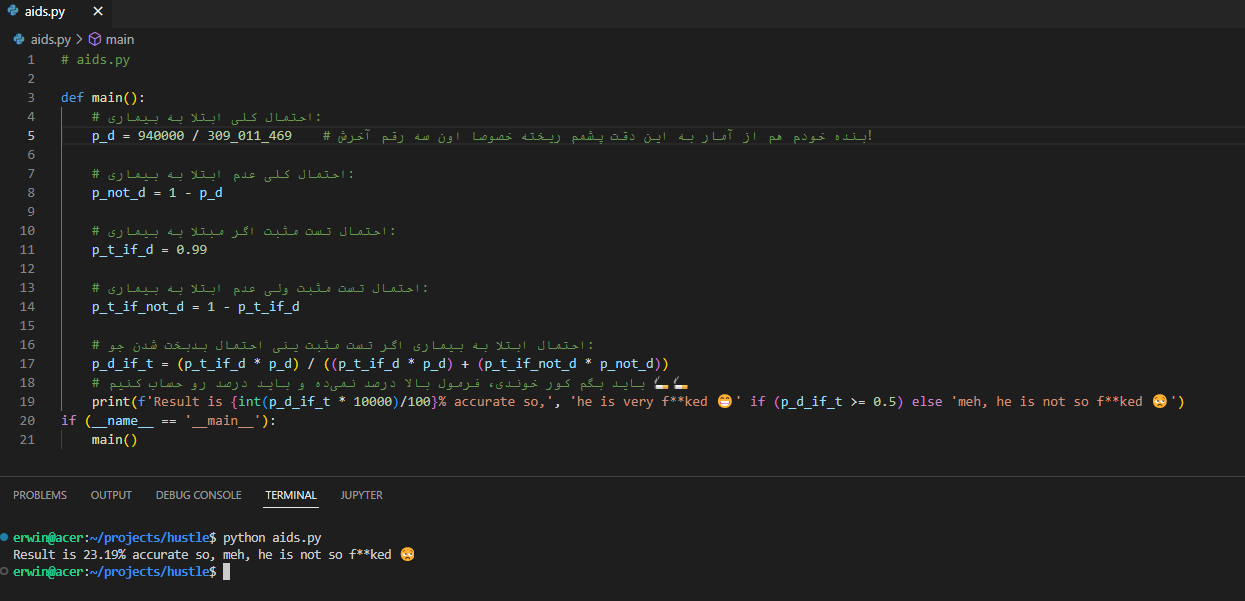 aids.py
aids.py > main
1 # aids.py
2
3 def main():
4 # احتمال کلی ابتلا به بیماری:
5 p_d = 940000 / 309_011_469 # بنده خودم هم از آمار به این دقت پشمم ریخته خصوصا اون سه رقم آخرش!
6
7 # احتمال کلی عدم ابتلا به بیماری:
8 p_not_d = 1 - p_d
9
10 # احتمال تست مثبت اگر مبتلا به بیماری:
11 p_t_if_d = 0.99
12
13 # احتمال تست مثبت ولی عدم ابتلا به بیماری:
14 p_t_if_not_d = 1 - p_t_if_d
15
16 # احتمال ابتلا به بیماری اگر تست مثبت ینی احتمال بدبخت شدن جو:
17 p_d_if_t = (p_t_if_d * p_d) / ((p_t_if_d * p_d) + (p_t_if_not_d * p_not_d))
18 # باید بگم کور خوندی، فرمول بالا درصد نمی‌ده و باید درصد رو حساب کنیم 🚬🚬
19 print(f'Result is {int(p_d_if_t * 10000)/100}% accurate so,', 'he is very f**ked 😁' if (p_d_if_t >= 0.5) else 'meh, he is not so f**ked 🤒')
20 if (__name__ == '__main__'):
21 main()
PROBLEMS OUTPUT DEBUG CONSOLE TERMINAL JUPYTER
erwin@acer:~/projects/hustle$ python aids.py
Result is 23.19% accurate so, meh, he is not so f**ked 🤒
erwin@acer:~/projects/hustle$